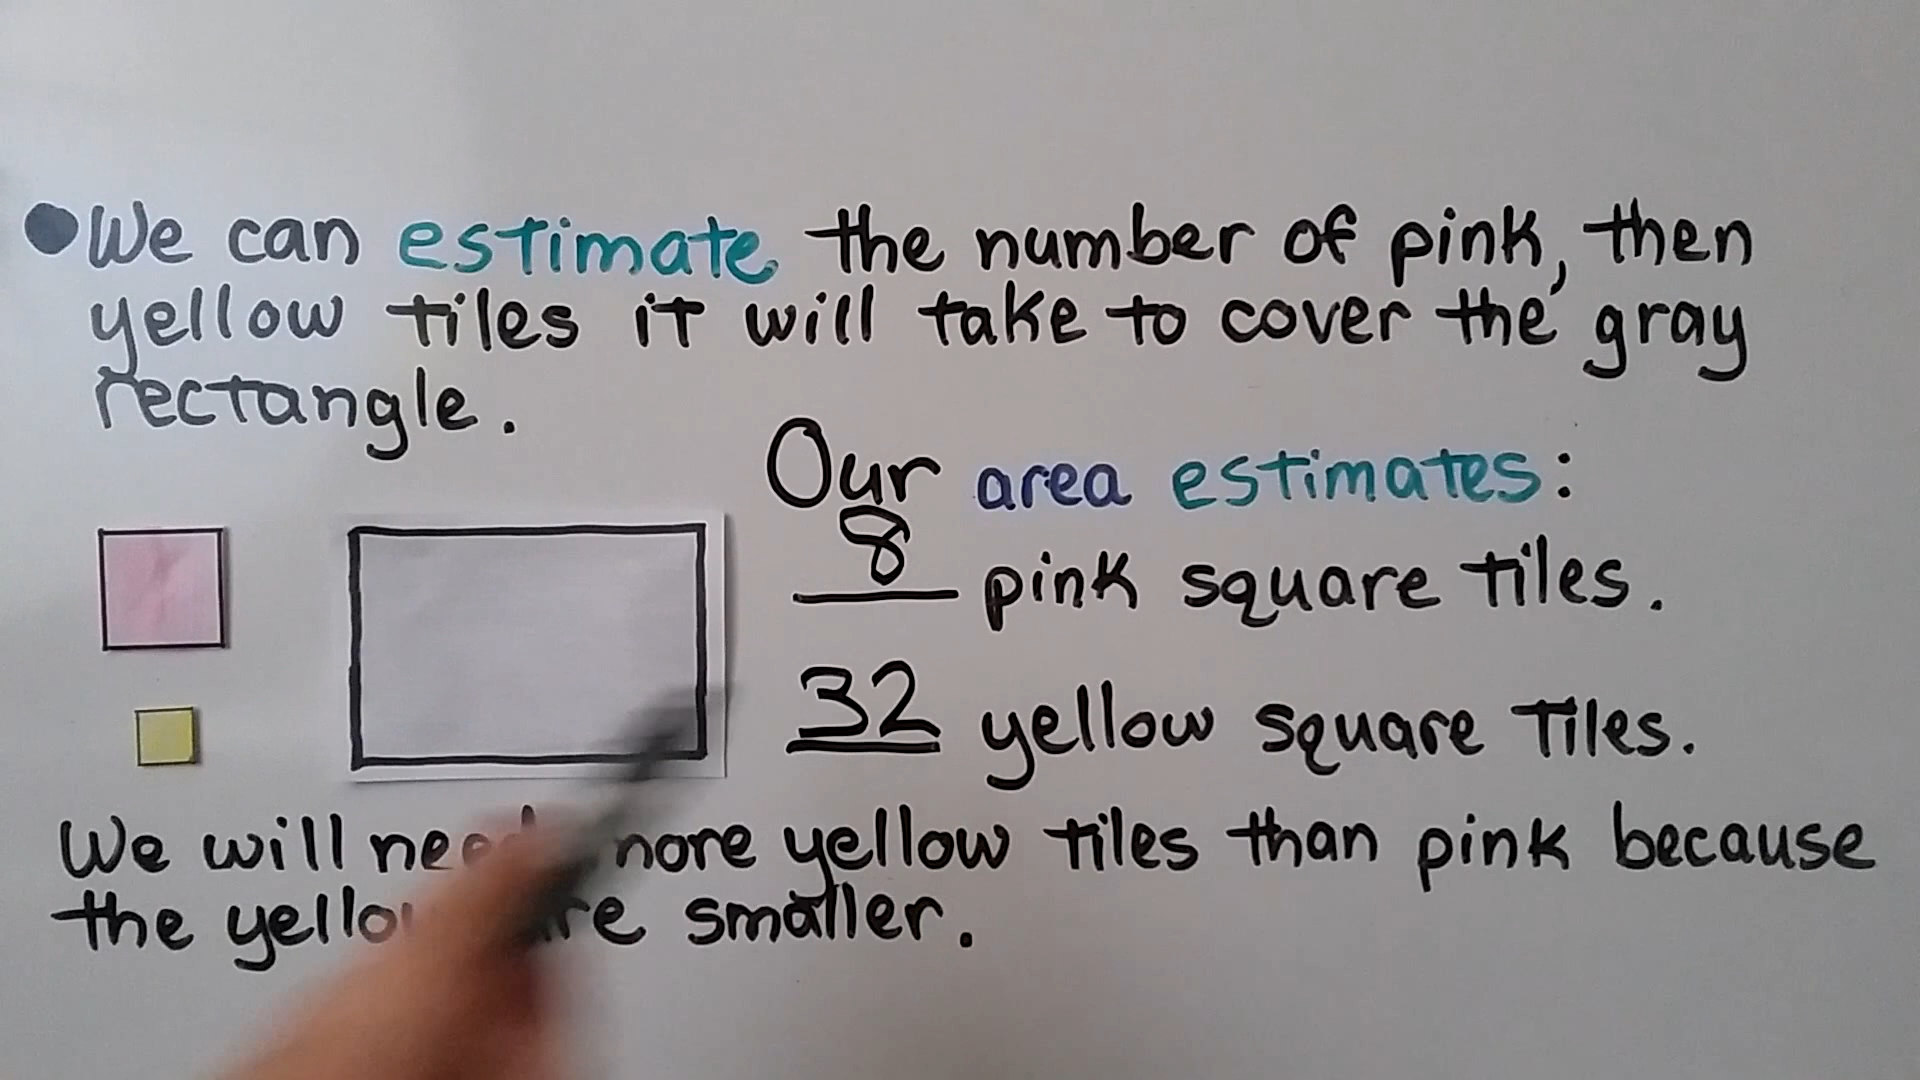 We can estimate the number of pink, then
yellow tiles it will take to cover the gray
rectangle.
Our area estimates:
8 pink square tiles.
32 yellow square tiles.
We will need more yellow tiles than pink because
the smaller.